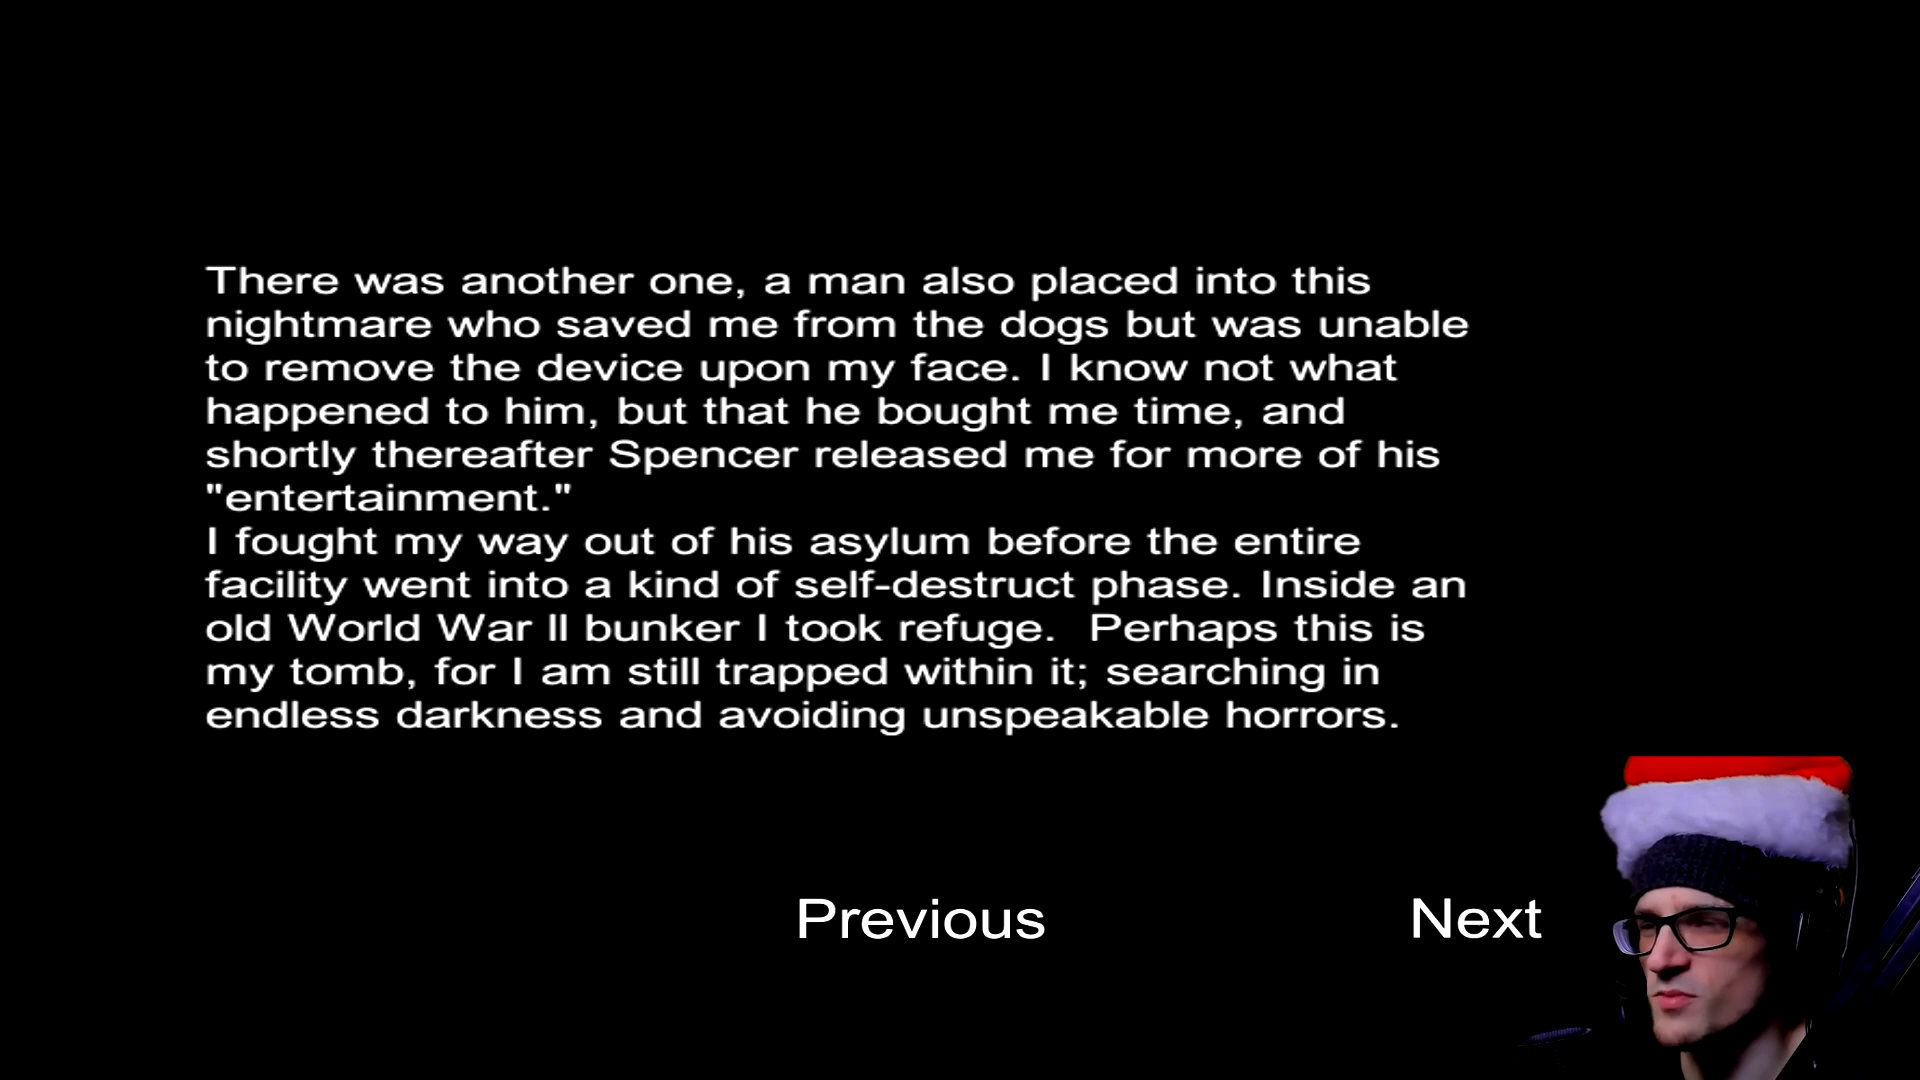 There was another one, a man also placed into this
nightmare who saved me from the dogs but was unable
to remove the device upon my face. I know not what
happened to him, but that he bought me time, and
shortly thereafter Spencer released me for more of his
"entertainment."
I fought my way out of his asylum before the entire
facility went into a kind of self-destruct phase. Inside an
old World War II bunker I took refuge.  Perhaps this is
my tomb, for I am still trapped within it; searching in
endless darkness and avoiding unspeakable horrors.
Previous
Next